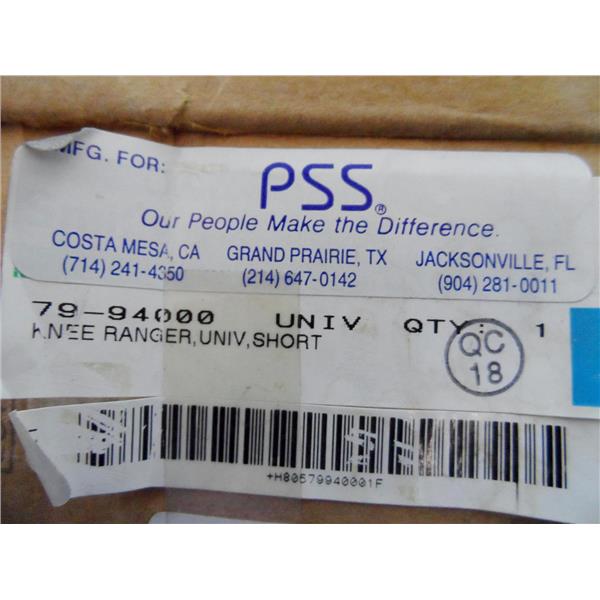 MFG. FOR:
PSS®
Our People Make the Difference.
COSTA MESA, CA GRAND PRAIRIE, TX JACKSONVILLE, FL
(714) 241-4350 (214) 647-0142 (904) 281-0011
79-94000 UNIV QTY: 1
KNEE RANGER,UNIV,SHORT
QC
18
+H80579940001F